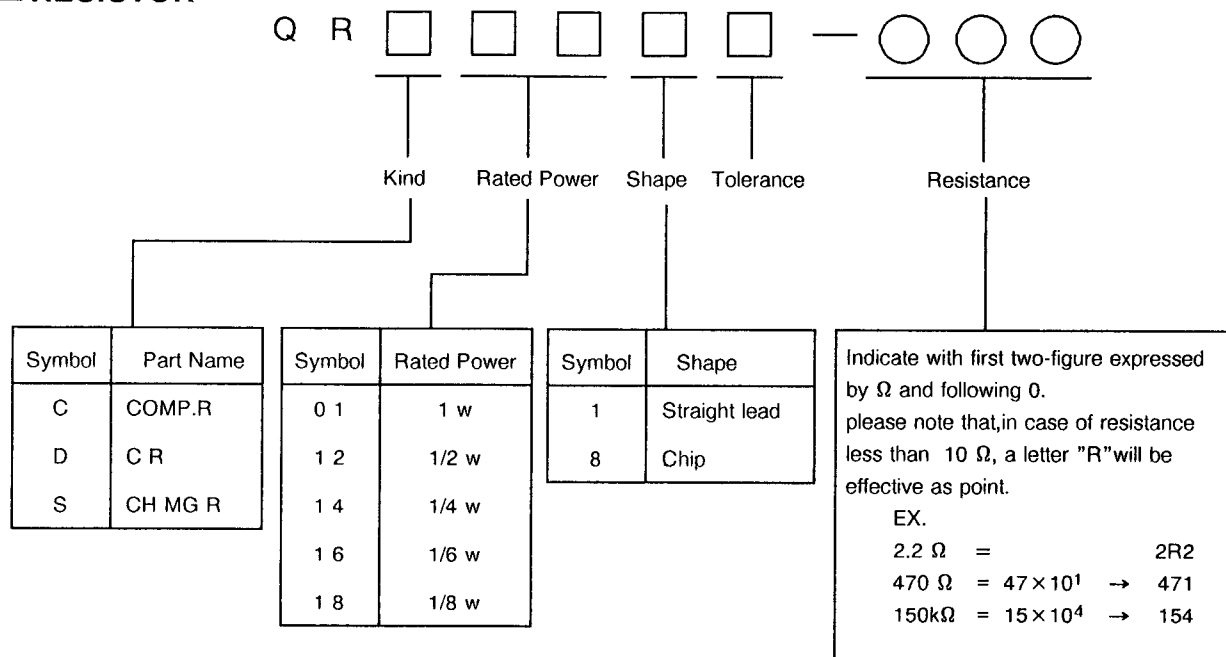 Q R —
Kind Rated Power Shape Tolerance Resistance
Symbol Part Name
C COMP.R
D C R
S CH MG R
Symbol Rated Power
0 1 1 w
1 2 1/2 w
1 4 1/4 w
1 6 1/6 w
1 8 1/8 w
Symbol Shape
1 Straight lead
8 Chip
Indicate with first two-figure expressed
by Ω and following 0.
please note that,in case of resistance
less than 10 Ω, a letter "R"will be
effective as point.
EX.
2.2 Ω = 2R2
470 Ω = 47×10¹ → 471
150kΩ = 15×10⁴ → 154